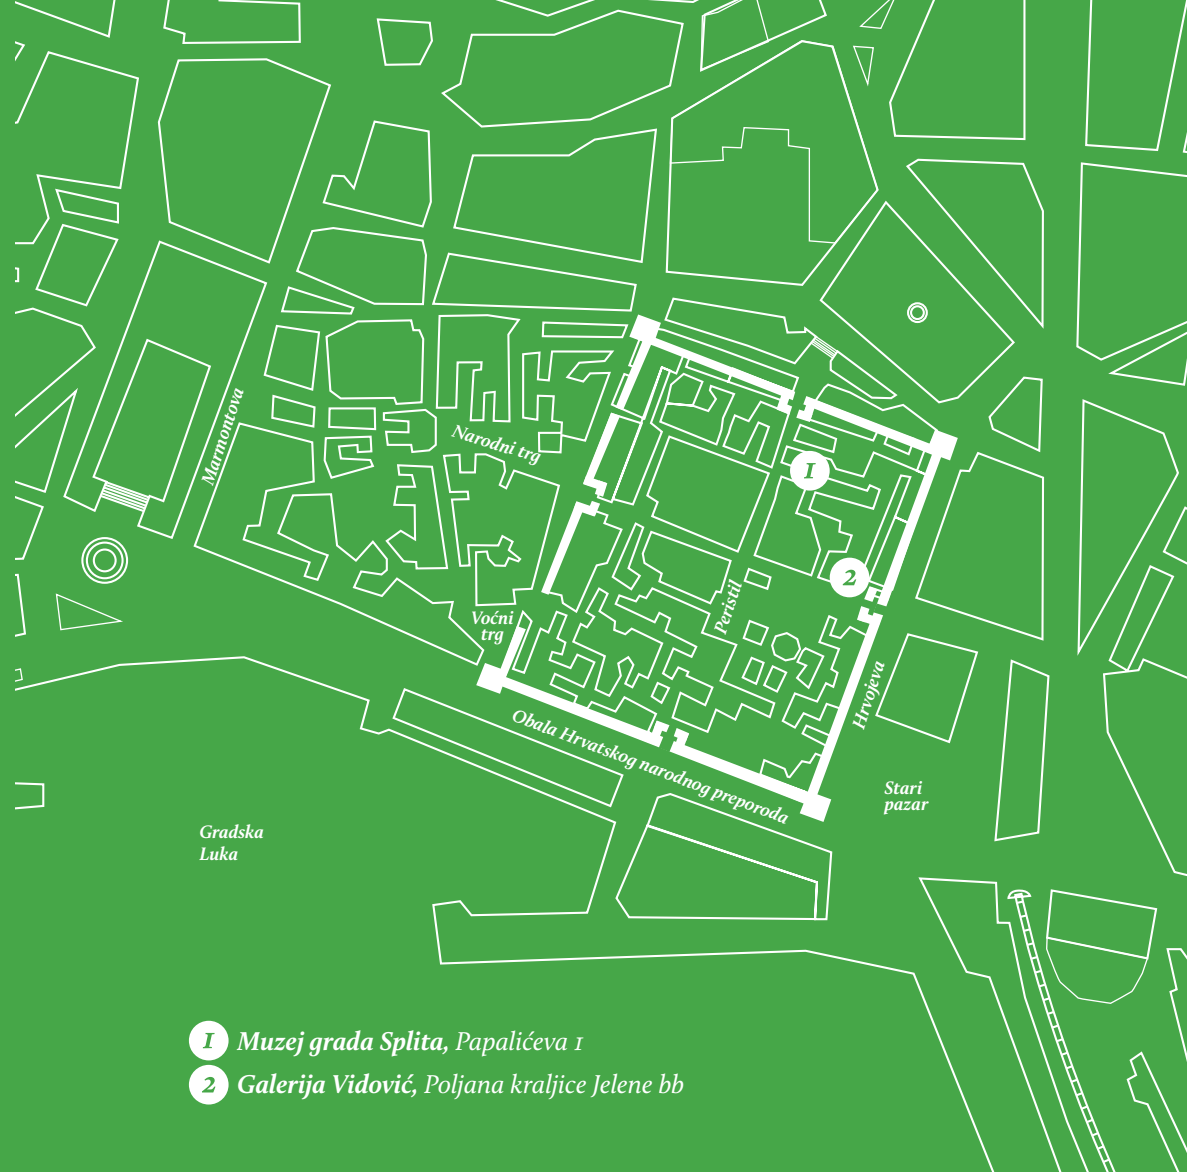 Marmontova
Narodni trg
1
2
Peristil
Voćni
trg
Hrvojeva
Obala Hrvatskog narodnog preporoda
Stari
pazar
Gradska
Luka
1 Muzej grada Splita, Papalićeva 1
2 Galerija Vidović, Poljana kraljice Jelene bb